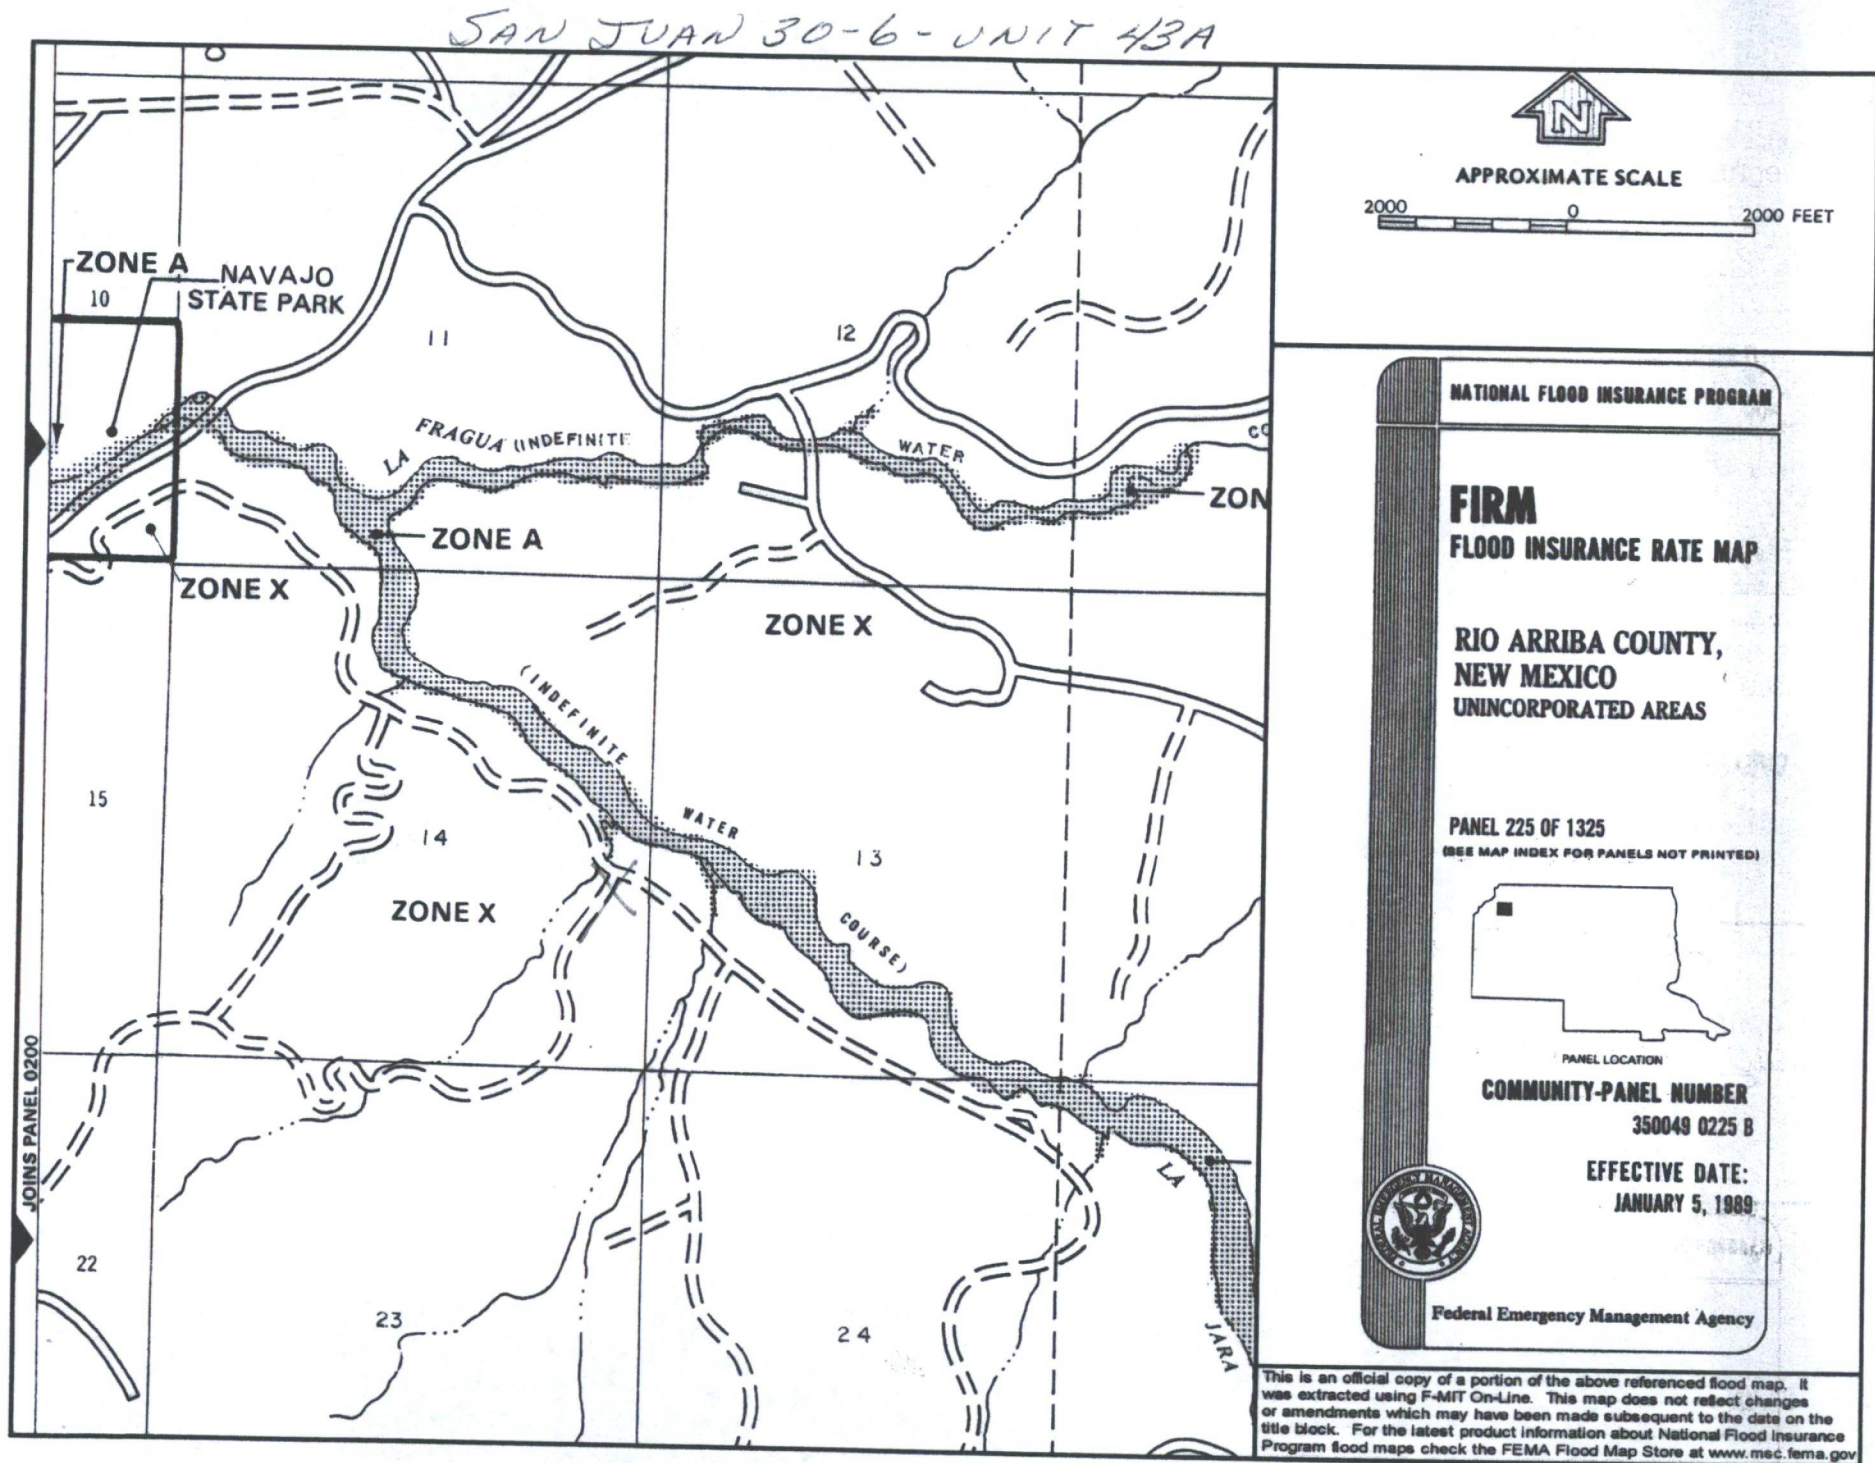 SAN JUAN 30-6-UNIT 43A
ZONE A
10
NAVAJO
STATE PARK
11
12
LA FRAGUA (INDEFINITE WATER CO
ZONE A
ZON
ZONE X
ZONE X
(INDEFINITE WATER COURSE)
15
14
13
ZONE X
JOINS PANEL 0200
22
23
24
LA JARA
N
APPROXIMATE SCALE
2000 0 2000 FEET
NATIONAL FLOOD INSURANCE PROGRAM
FIRM
FLOOD INSURANCE RATE MAP
RIO ARRIBA COUNTY,
NEW MEXICO
UNINCORPORATED AREAS
PANEL 225 OF 1325
(SEE MAP INDEX FOR PANELS NOT PRINTED)
PANEL LOCATION
COMMUNITY-PANEL NUMBER
350049 0225 B
EFFECTIVE DATE:
JANUARY 5, 1989
FEDERAL EMERGENCY MANAGEMENT AGENCY
Federal Emergency Management Agency
This is an official copy of a portion of the above referenced flood map. It
was extracted using F-MIT On-Line. This map does not reflect changes
or amendments which may have been made subsequent to the date on the
title block. For the latest product information about National Flood Insurance
Program flood maps check the FEMA Flood Map Store at www.msc.fema.gov